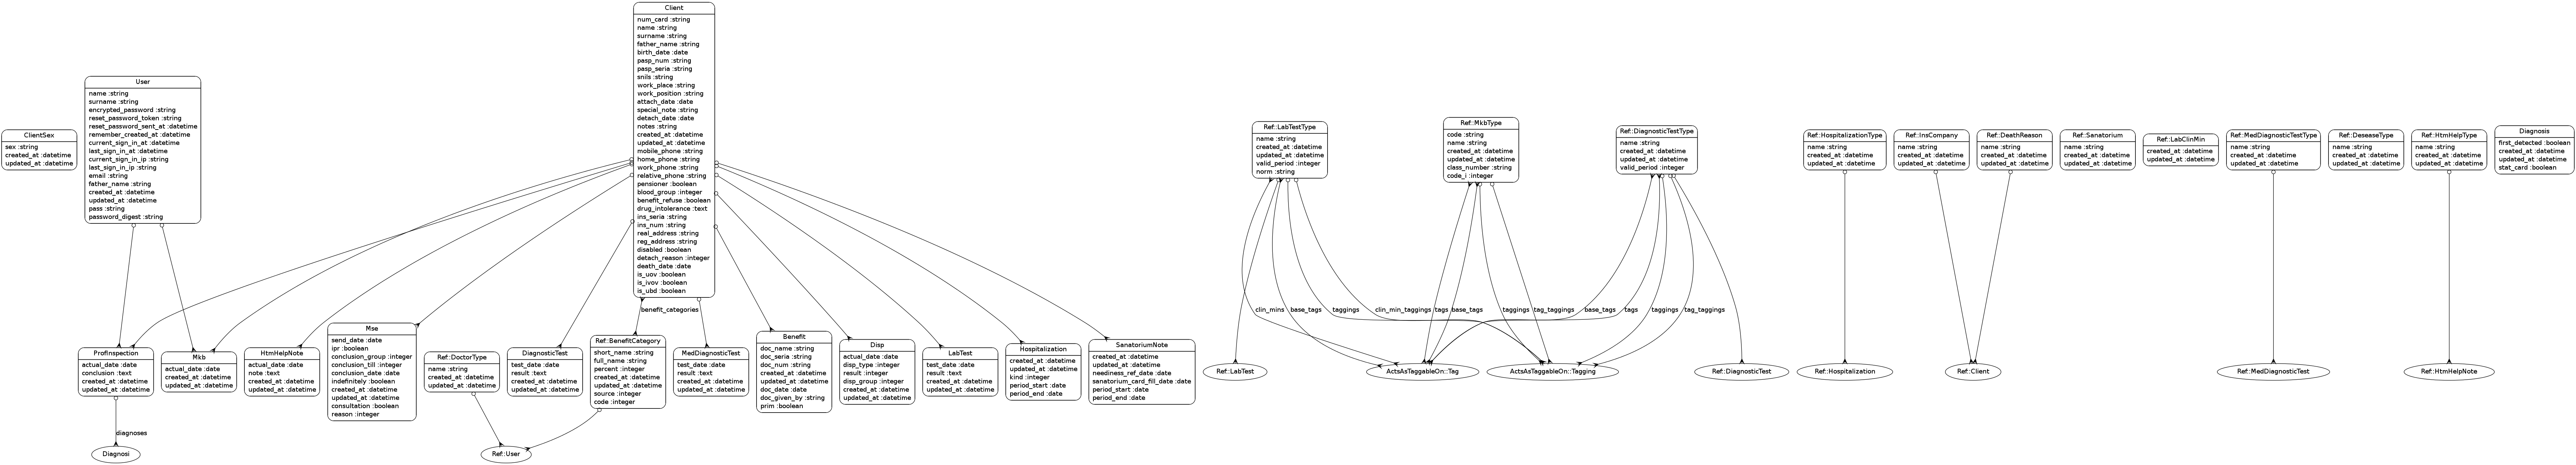 Client
num_card :string
name :string
surname :string
father_name :string
birth_date :date
pasp_num :string
pasp_seria :string
snils :string
work_place :string
work_position :string
attach_date :date
special_note :string
detach_date :date
notes :string
created_at :datetime
updated_at :datetime
mobile_phone :string
home_phone :string
work_phone :string
relative_phone :string
pensioner :boolean
blood_group :integer
benefit_refuse :boolean
drug_intolerance :text
ins_seria :string
ins_num :string
real_address :string
reg_address :string
disabled :boolean
detach_reason :integer
death_date :date
is_uov :boolean
is_ivov :boolean
is_ubd :boolean
User
name :string
surname :string
encrypted_password :string
reset_password_token :string
reset_password_sent_at :datetime
remember_created_at :datetime
current_sign_in_at :datetime
last_sign_in_at :datetime
current_sign_in_ip :string
last_sign_in_ip :string
email :string
father_name :string
created_at :datetime
updated_at :datetime
pass :string
password_digest :string
ClientSex
sex :string
created_at :datetime
updated_at :datetime
Ref::LabTestType
name :string
created_at :datetime
updated_at :datetime
valid_period :integer
norm :string
Ref::MkbType
code :string
name :string
created_at :datetime
updated_at :datetime
class_number :string
code_i :integer
Ref::DiagnosticTestType
name :string
created_at :datetime
updated_at :datetime
valid_period :integer
Ref::HospitalizationType
name :string
created_at :datetime
updated_at :datetime
Ref::InsCompany
name :string
created_at :datetime
updated_at :datetime
Ref::DeathReason
name :string
created_at :datetime
updated_at :datetime
Ref::Sanatorium
name :string
created_at :datetime
updated_at :datetime
Ref::LabClinMin
created_at :datetime
updated_at :datetime
Ref::MedDiagnosticTestType
name :string
created_at :datetime
updated_at :datetime
Ref::DeseaseType
name :string
created_at :datetime
updated_at :datetime
Ref::HtmHelpType
name :string
created_at :datetime
updated_at :datetime
Diagnosis
first_detected :boolean
created_at :datetime
updated_at :datetime
stat_card :boolean
benefit_categories
clin_mins
base_tags
taggings
clin_min_taggings
tags
base_tags
taggings
tag_taggings
base_tags
tags
taggings
tag_taggings
ProfInspection
actual_date :date
conclusion :text
created_at :datetime
updated_at :datetime
Mkb
actual_date :date
created_at :datetime
updated_at :datetime
HtmHelpNote
actual_date :date
note :text
created_at :datetime
updated_at :datetime
Mse
send_date :date
ipr :boolean
conclusion_group :integer
conclusion_till :integer
conclusion_date :date
indefinitely :boolean
created_at :datetime
updated_at :datetime
consultation :boolean
reason :integer
Ref::DoctorType
name :string
created_at :datetime
updated_at :datetime
DiagnosticTest
test_date :date
result :text
created_at :datetime
updated_at :datetime
Ref::BenefitCategory
short_name :string
full_name :string
percent :integer
created_at :datetime
updated_at :datetime
source :integer
code :integer
MedDiagnosticTest
test_date :date
result :text
created_at :datetime
updated_at :datetime
Benefit
doc_name :string
doc_seria :string
doc_num :string
created_at :datetime
updated_at :datetime
doc_date :date
doc_given_by :string
prim :boolean
Disp
actual_date :date
disp_type :integer
result :integer
disp_group :integer
created_at :datetime
updated_at :datetime
LabTest
test_date :date
result :text
created_at :datetime
updated_at :datetime
Hospitalization
created_at :datetime
updated_at :datetime
kind :integer
period_start :date
period_end :date
SanatoriumNote
created_at :datetime
updated_at :datetime
neediness_ref_date :date
sanatorium_card_fill_date :date
period_start :date
period_end :date
Ref::LabTest
ActsAsTaggableOn::Tag
ActsAsTaggableOn::Tagging
Ref::DiagnosticTest
Ref::Hospitalization
Ref::Client
Ref::MedDiagnosticTest
Ref::HtmHelpNote
diagnoses
Diagnosi
Ref::User